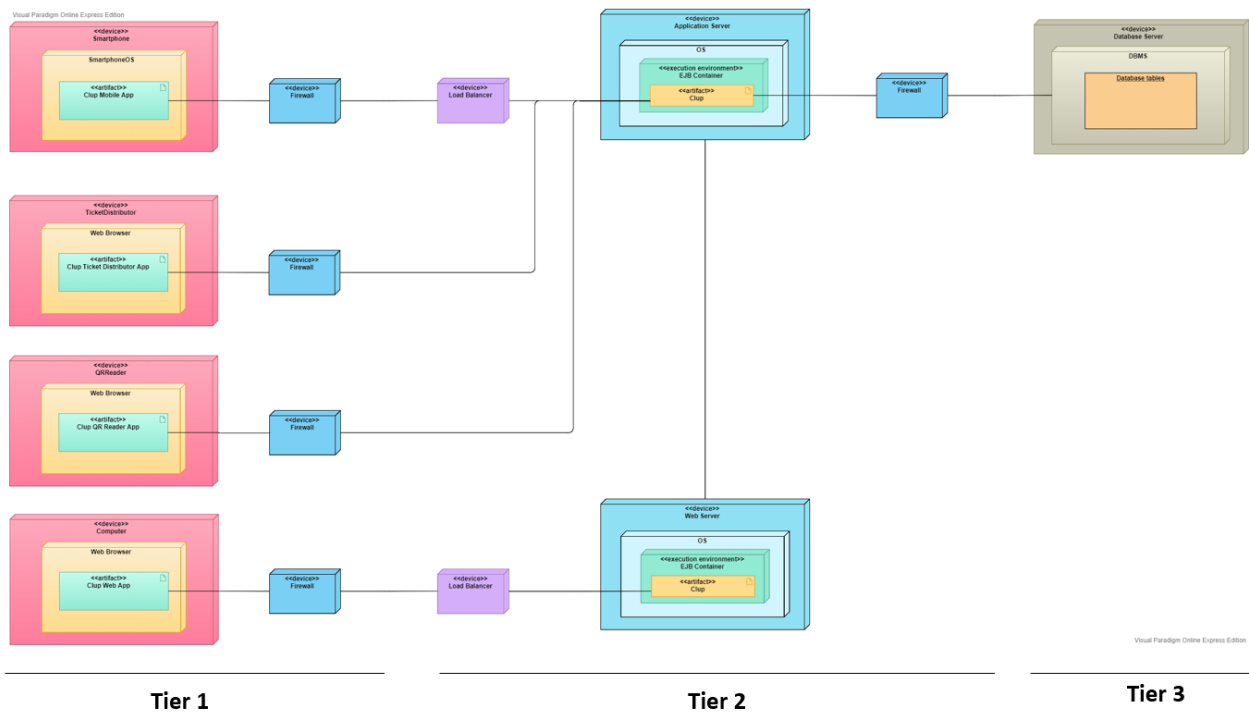 Visual Paradigm Online Express Edition
<<device>>
Smartphone
SmartphoneOS
<<artifact>>
Clup Mobile App
<<device>>
Firewall
<<device>>
Load Balancer
<<device>>
Application Server
OS
<<execution environment>>
EJB Container
<<artifact>>
Clup
<<device>>
Firewall
<<device>>
Database Server
DBMS
Database tables
<<device>>
TicketDistributor
Web Browser
<<artifact>>
Clup Ticket Distributor App
<<device>>
Firewall
<<device>>
QRReader
Web Browser
<<artifact>>
Clup QR Reader App
<<device>>
Firewall
<<device>>
Computer
Web Browser
<<artifact>>
Clup Web App
<<device>>
Firewall
<<device>>
Load Balancer
<<device>>
Web Server
OS
<<execution environment>>
EJB Container
<<artifact>>
Clup
Visual Paradigm Online Express Edition
Tier 1
Tier 2
Tier 3